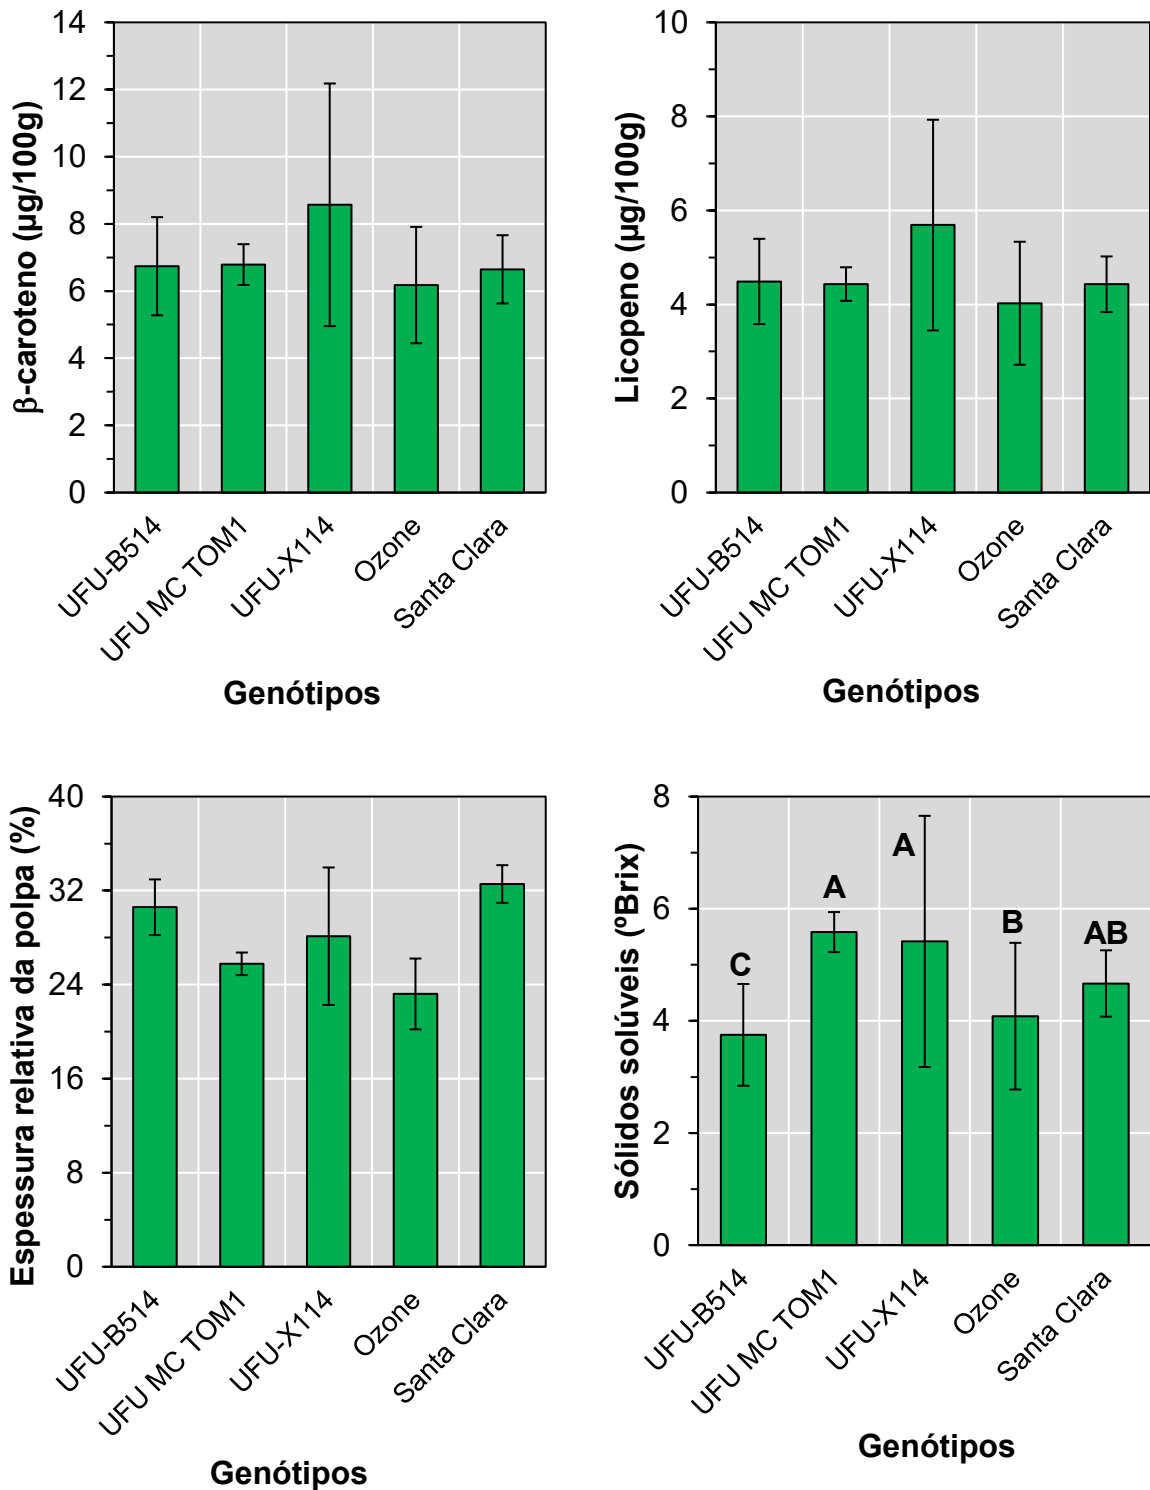 β-caroteno (µg/100g)
14
12
10
8
6
4
2
0
UFU-B514
UFU MC TOM1
UFU-X114
Ozone
Santa Clara
Genótipos
Licopeno (µg/100g)
10
8
6
4
2
0
UFU-B514
UFU MC TOM1
UFU-X114
Ozone
Santa Clara
Genótipos
Espessura relativa da polpa (%)
40
32
24
16
8
0
UFU-B514
UFU MC TOM1
UFU-X114
Ozone
Santa Clara
Genótipos
Sólidos solúveis (ºBrix)
8
6
4
2
0
C
A
A
B
AB
UFU-B514
UFU MC TOM1
UFU-X114
Ozone
Santa Clara
Genótipos